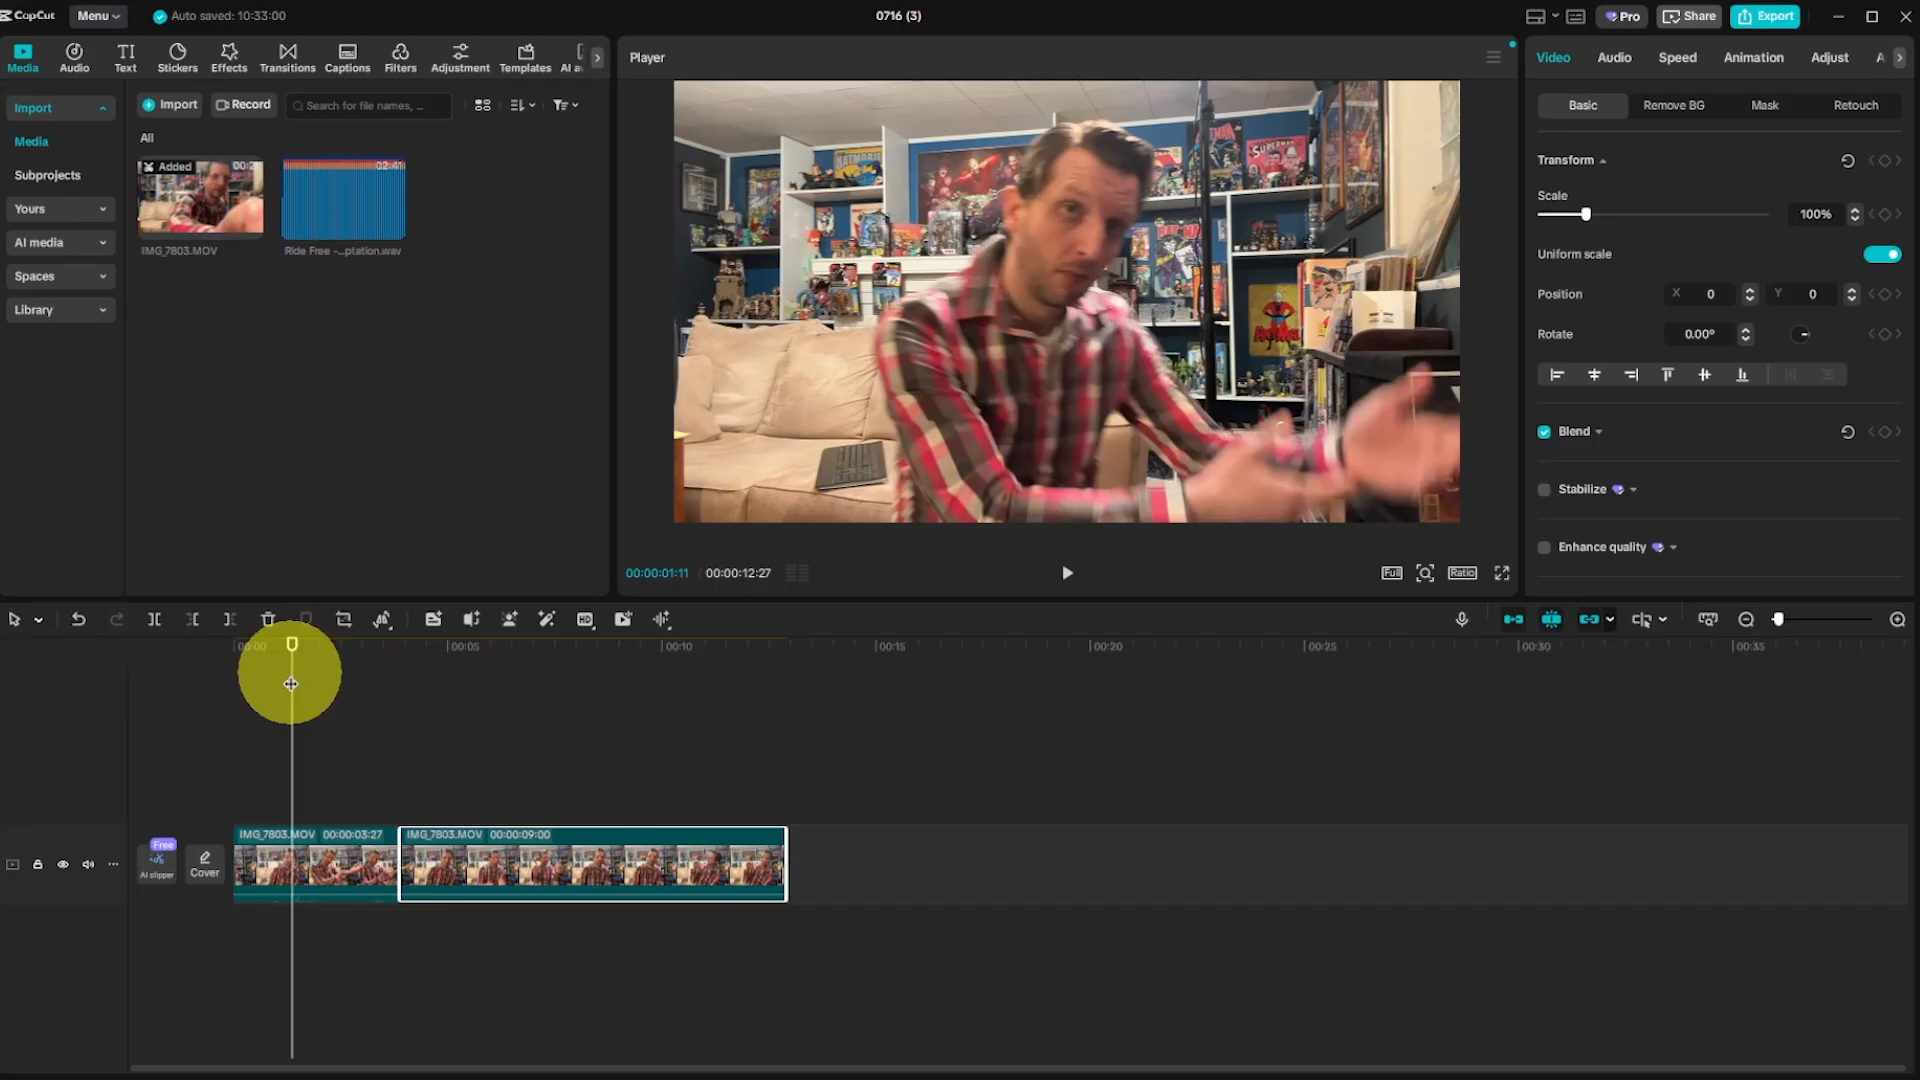 CapCut
Menu
Auto saved: 10:33:00
0716 (3)
Pro
Share
Export
Media
Audio
Text
Stickers
Effects
Transitions
Captions
Filters
Adjustment
Templates
Player
Video
Audio
Speed
Animation
Adjust
A
Import
Media
Subprojects
Yours
AI media
Spaces
Library
Import
Record
Search for file names, ...
All
Added
IMG_7803.MOV
02:41
Ride Free -...ptation.wav
BATMOBILE
BATMAN
SUPERMAN
Basic
Remove BG
Mask
Retouch
Transform
Scale
100%
Uniform scale
Position
X 0
Y 0
Rotate
0.00°
Blend
Stabilize
Enhance quality
00:00:01:11 / 00:00:12:27
Full
Ratio
HD
00:00
00:05
00:10
00:15
00:20
00:25
00:30
00:35
Free
AI clipper
Cover
IMG_7803.MOV 00:00:03:27
IMG_7803.MOV 00:00:09:00